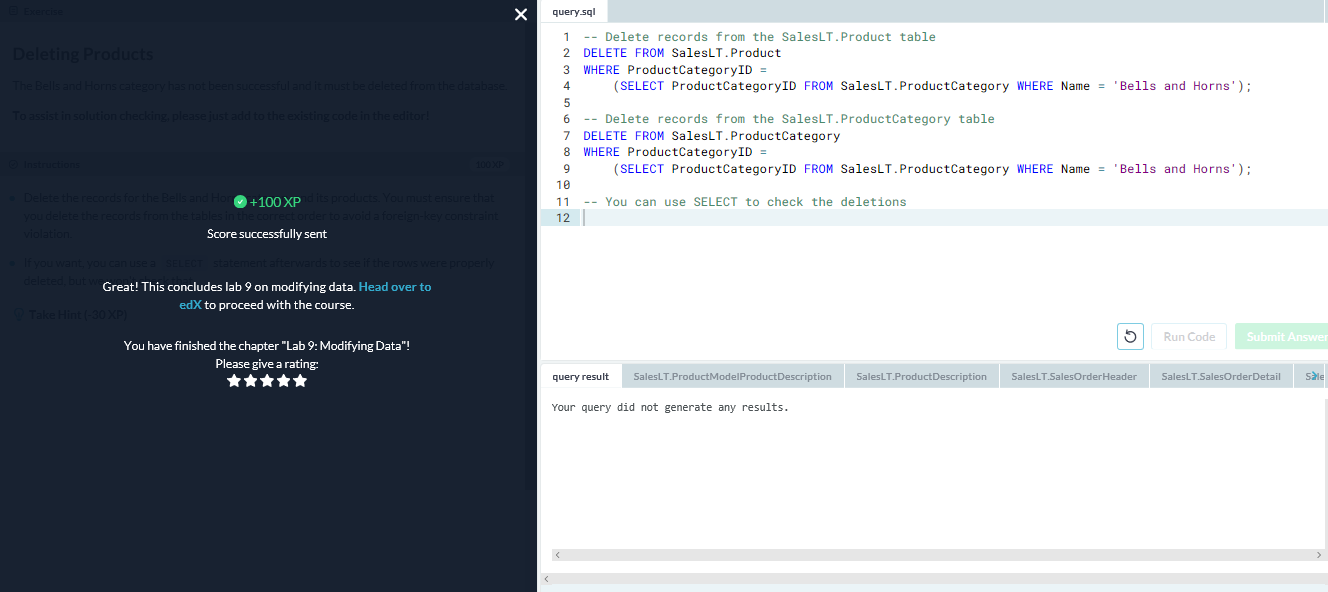 Exercise
Deleting Products
The Bells and Horns category has not been successful and it must be deleted from the database.
To assist in solution checking, please just add to the existing code in the editor!
Instructions
100 XP
Delete the records for the Bells and Horns its products. You must ensure that
you delete the records from the tables in the correct order to avoid a foreign-key constraint
violation.
If you want, you can use a SELECT statement afterwards to see if the rows were properly
deleted, but
Take Hint (-30 XP)
+100 XP
Score successfully sent
Great! This concludes lab 9 on modifying data. Head over to
edX to proceed with the course.
You have finished the chapter "Lab 9: Modifying Data"!
Please give a rating:
query.sql
1 -- Delete records from the SalesLT.Product table
2 DELETE FROM SalesLT.Product
3 WHERE ProductCategoryID =
4 (SELECT ProductCategoryID FROM SalesLT.ProductCategory WHERE Name = 'Bells and Horns');
5
6 -- Delete records from the SalesLT.ProductCategory table
7 DELETE FROM SalesLT.ProductCategory
8 WHERE ProductCategoryID =
9 (SELECT ProductCategoryID FROM SalesLT.ProductCategory WHERE Name = 'Bells and Horns');
10
11 -- You can use SELECT to check the deletions
12
Run Code
Submit Answer
query result
SalesLT.ProductModelProductDescription
SalesLT.ProductDescription
SalesLT.SalesOrderHeader
SalesLT.SalesOrderDetail
Your query did not generate any results.